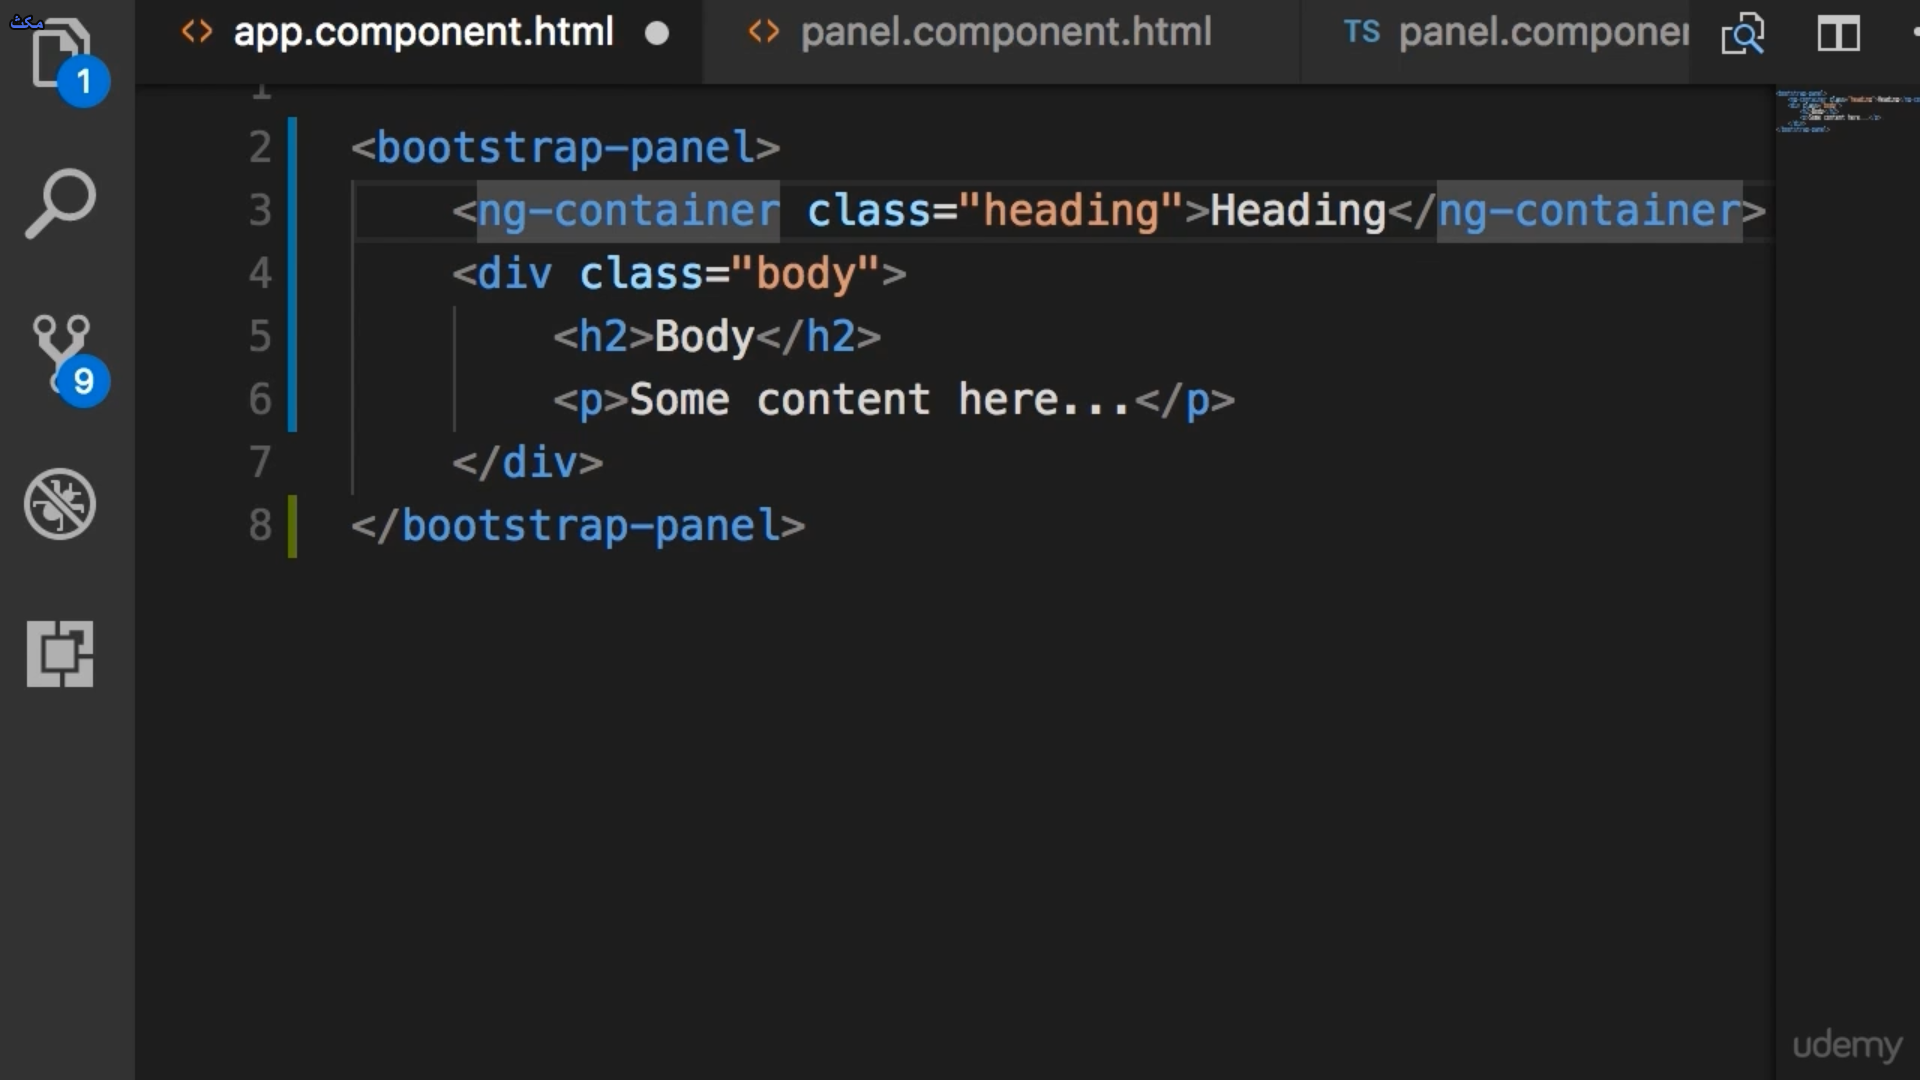 مكث
app.component.html
panel.component.html
TS panel.componen
1
1
2 <bootstrap-panel>
3 <ng-container class="heading">Heading</ng-container>
4 <div class="body">
5 <h2>Body</h2>
6 <p>Some content here...</p>
7 </div>
8 </bootstrap-panel>
9
udemy